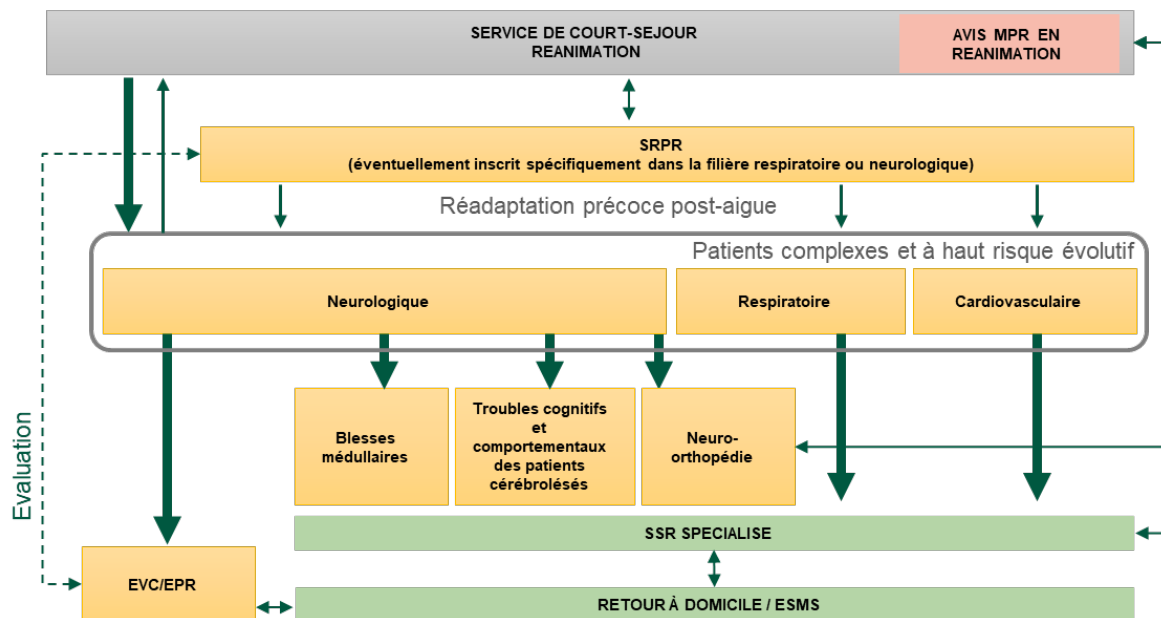 SERVICE DE COURT-SEJOUR
REANIMATION
AVIS MPR EN
REANIMATION
SRPR
(éventuellement inscrit spécifiquement dans la filière respiratoire ou neurologique)
Réadaptation précoce post-aigue
Patients complexes et à haut risque évolutif
Neurologique
Respiratoire
Cardiovasculaire
Blesses
médullaires
Troubles cognitifs
et
comportementaux
des patients
cérébrolésés
Neuro-
orthopédie
Evaluation
SSR SPECIALISE
EVC/EPR
RETOUR À DOMICILE / ESMS